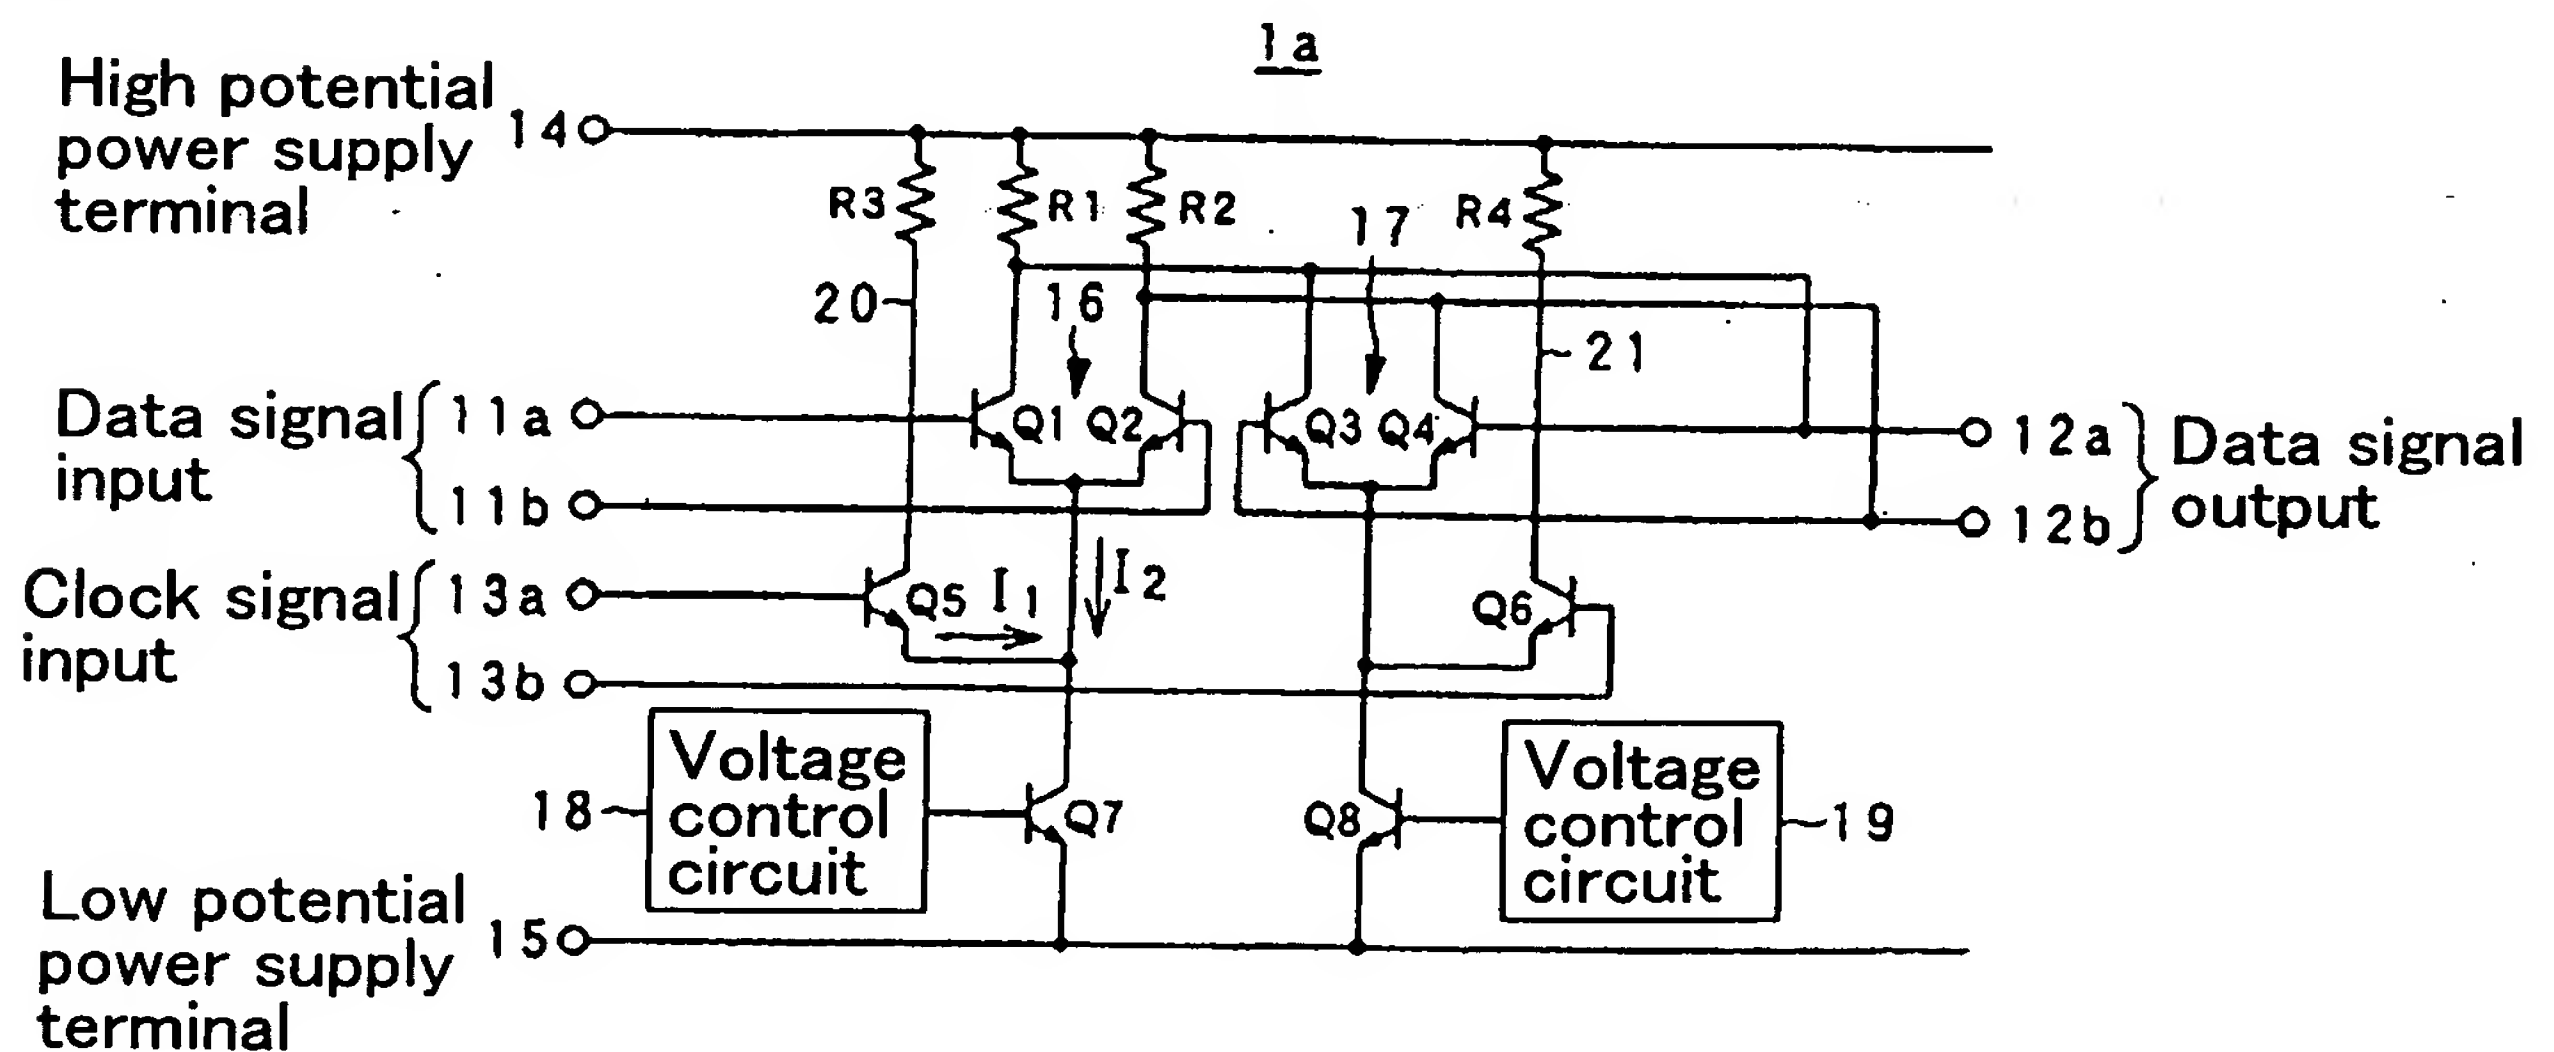 1a
High potential
power supply
terminal
14
R3
R1
R2
17
R4
20
16
21
Data signal
input
11a
11b
Q1
Q2
Q3
Q4
12a
12b
Data signal
output
Clock signal
input
13a
13b
Q5
I1
I2
Q6
18
Voltage
control
circuit
Q7
Q8
Voltage
control
circuit
19
Low potential
power supply
terminal
15